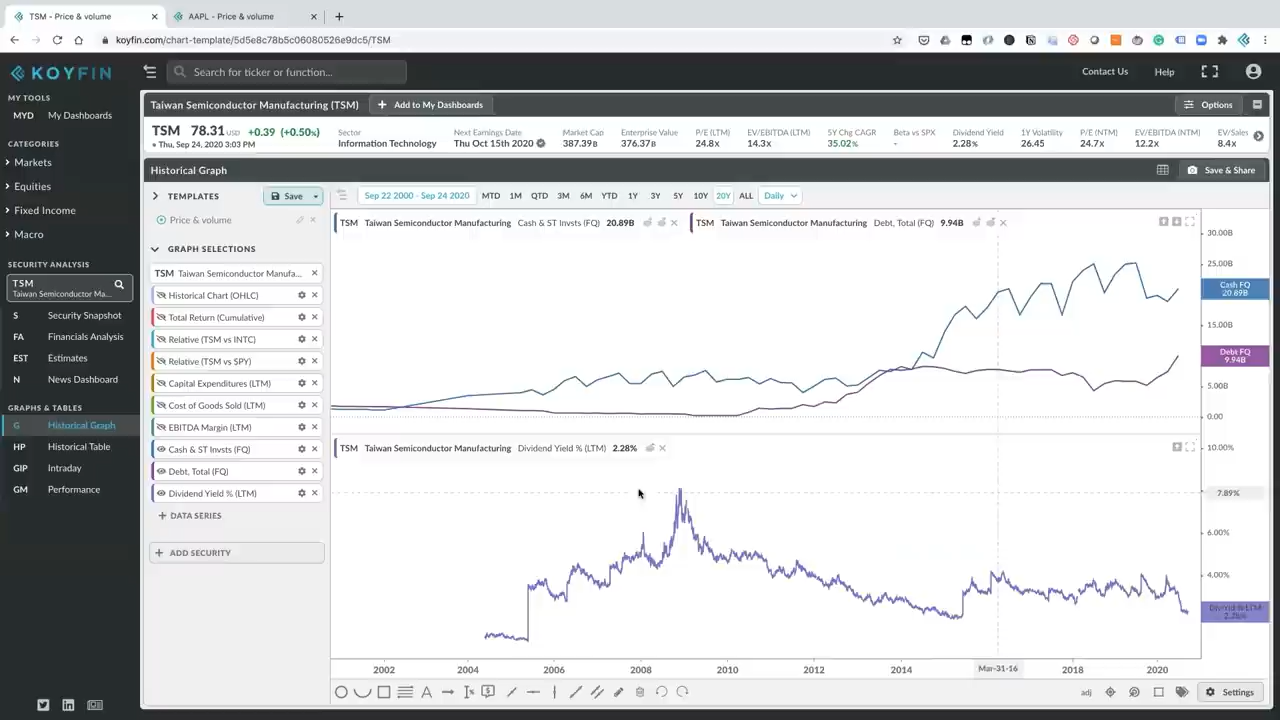 TSM - Price & volume
AAPL - Price & volume
koyfin.com/chart-template/5d5e8c78b5c06080526e9dc5/TSM
KOYFIN
Search for ticker or function...
Contact Us
Help
MY TOOLS
MYD My Dashboards
CATEGORIES
Markets
Equities
Fixed Income
Macro
SECURITY ANALYSIS
TSM
Taiwan Semiconductor Ma...
S Security Snapshot
FA Financials Analysis
EST Estimates
N News Dashboard
GRAPHS & TABLES
G Historical Graph
HP Historical Table
GIP Intraday
GM Performance
Taiwan Semiconductor Manufacturing (TSM)
+ Add to My Dashboards
Options
TSM 78.31 USD +0.39 (+0.50%)
• Thu, Sep 24, 2020 3:03 PM
Sector
Information Technology
Next Earnings Date
Thu Oct 15th 2020
Market Cap
387.39B
Enterprise Value
376.37B
P/E (LTM)
24.8X
EV/EBITDA (LTM)
14.3X
5Y Chg CAGR
35.02%
Beta vs SPX
-
Dividend Yield
2.28%
1Y Volatility
26.45
P/E (NTM)
24.7X
EV/EBITDA (NTM)
12.2X
EV/Sales
8.4X
Historical Graph
Save & Share
TEMPLATES
Save
Price & volume
GRAPH SELECTIONS
TSM Taiwan Semiconductor Manufa...
Historical Chart (OHLC)
Total Return (Cumulative)
Relative (TSM vs INTC)
Relative (TSM vs SPY)
Capital Expenditures (LTM)
Cost of Goods Sold (LTM)
EBITDA Margin (LTM)
Cash & ST Invsts (FQ)
Debt, Total (FQ)
Dividend Yield % (LTM)
+ DATA SERIES
+ ADD SECURITY
Sep 22 2000 - Sep 24 2020 MTD 1M QTD 3M 6M YTD 1Y 3Y 5Y 10Y 20Y ALL Daily
TSM Taiwan Semiconductor Manufacturing Cash & ST Invsts (FQ) 20.89B
TSM Taiwan Semiconductor Manufacturing Debt, Total (FQ) 9.94B
30.00B
25.00B
Cash FQ
20.89B
15.00B
Debt FQ
9.94B
5.00B
0.00
TSM Taiwan Semiconductor Manufacturing Dividend Yield % (LTM) 2.28%
10.00%
7.89%
6.00%
4.00%
2002 2004 2006 2008 2010 2012 2014 Mar-31-16 2018 2020
adj
Settings